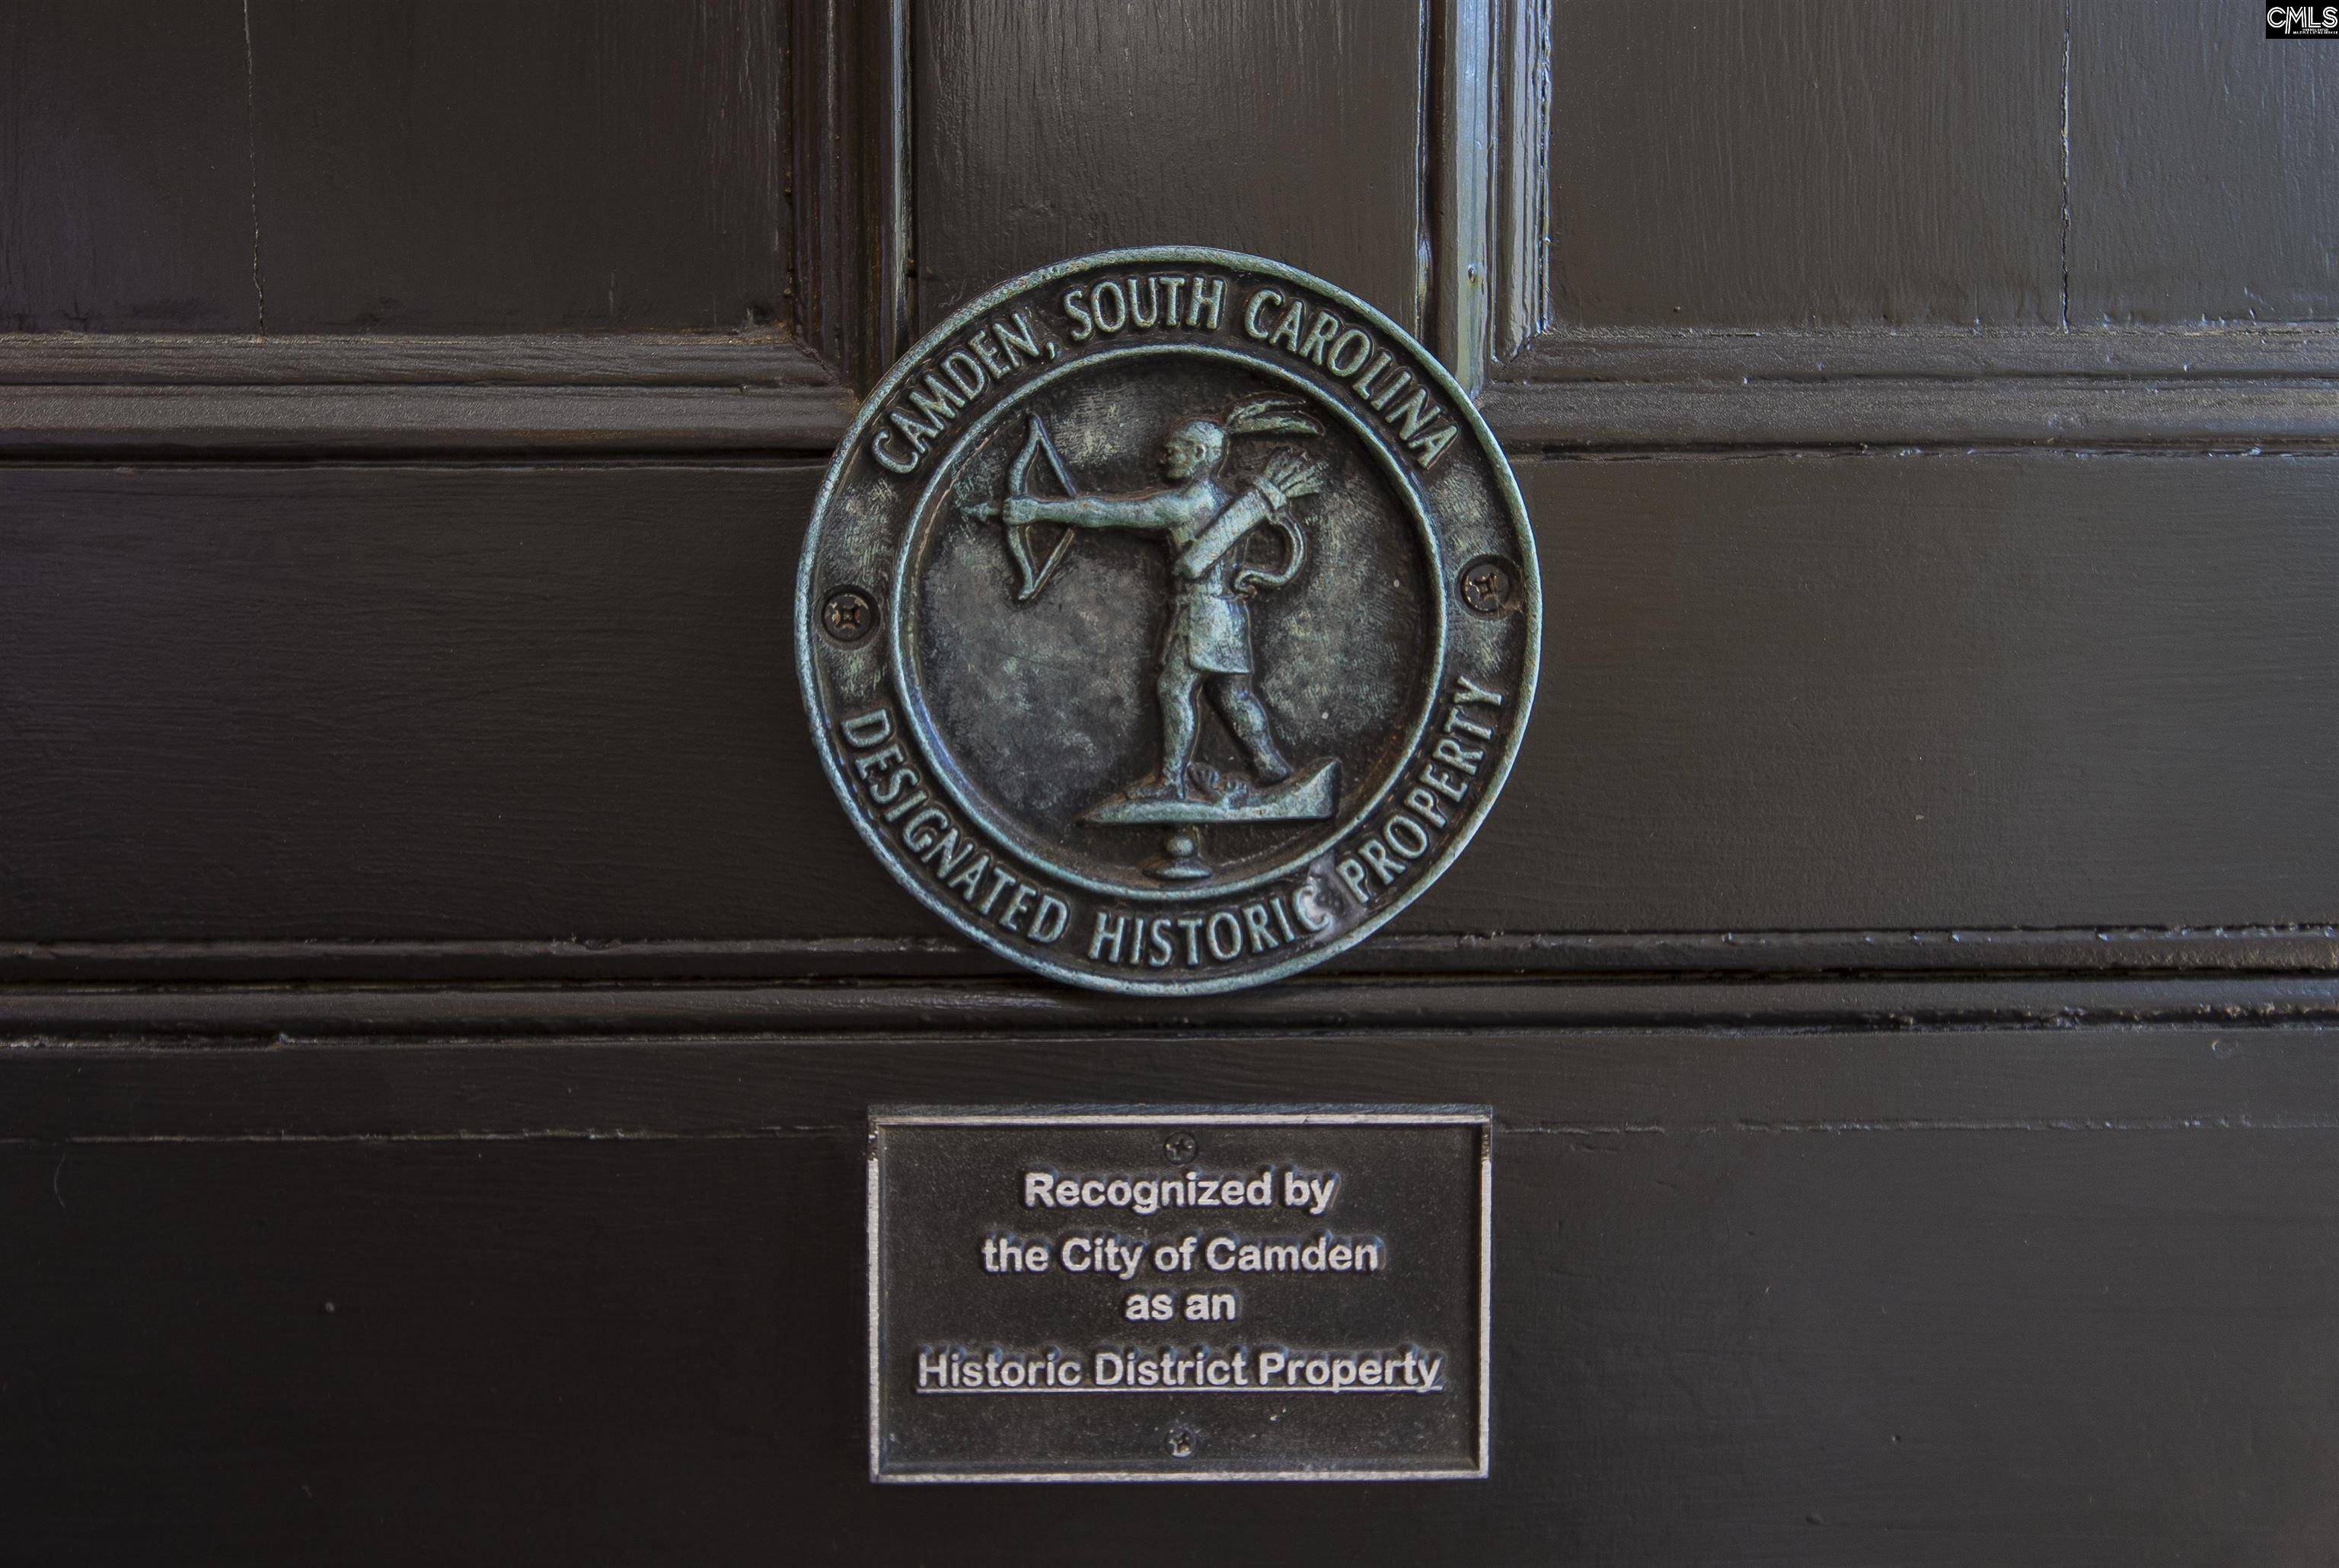 CMLS
CAMDEN, SOUTH CAROLINA
DESIGNATED HISTORIC PROPERTY
Recognized by
the City of Camden
as an
Historic District Property